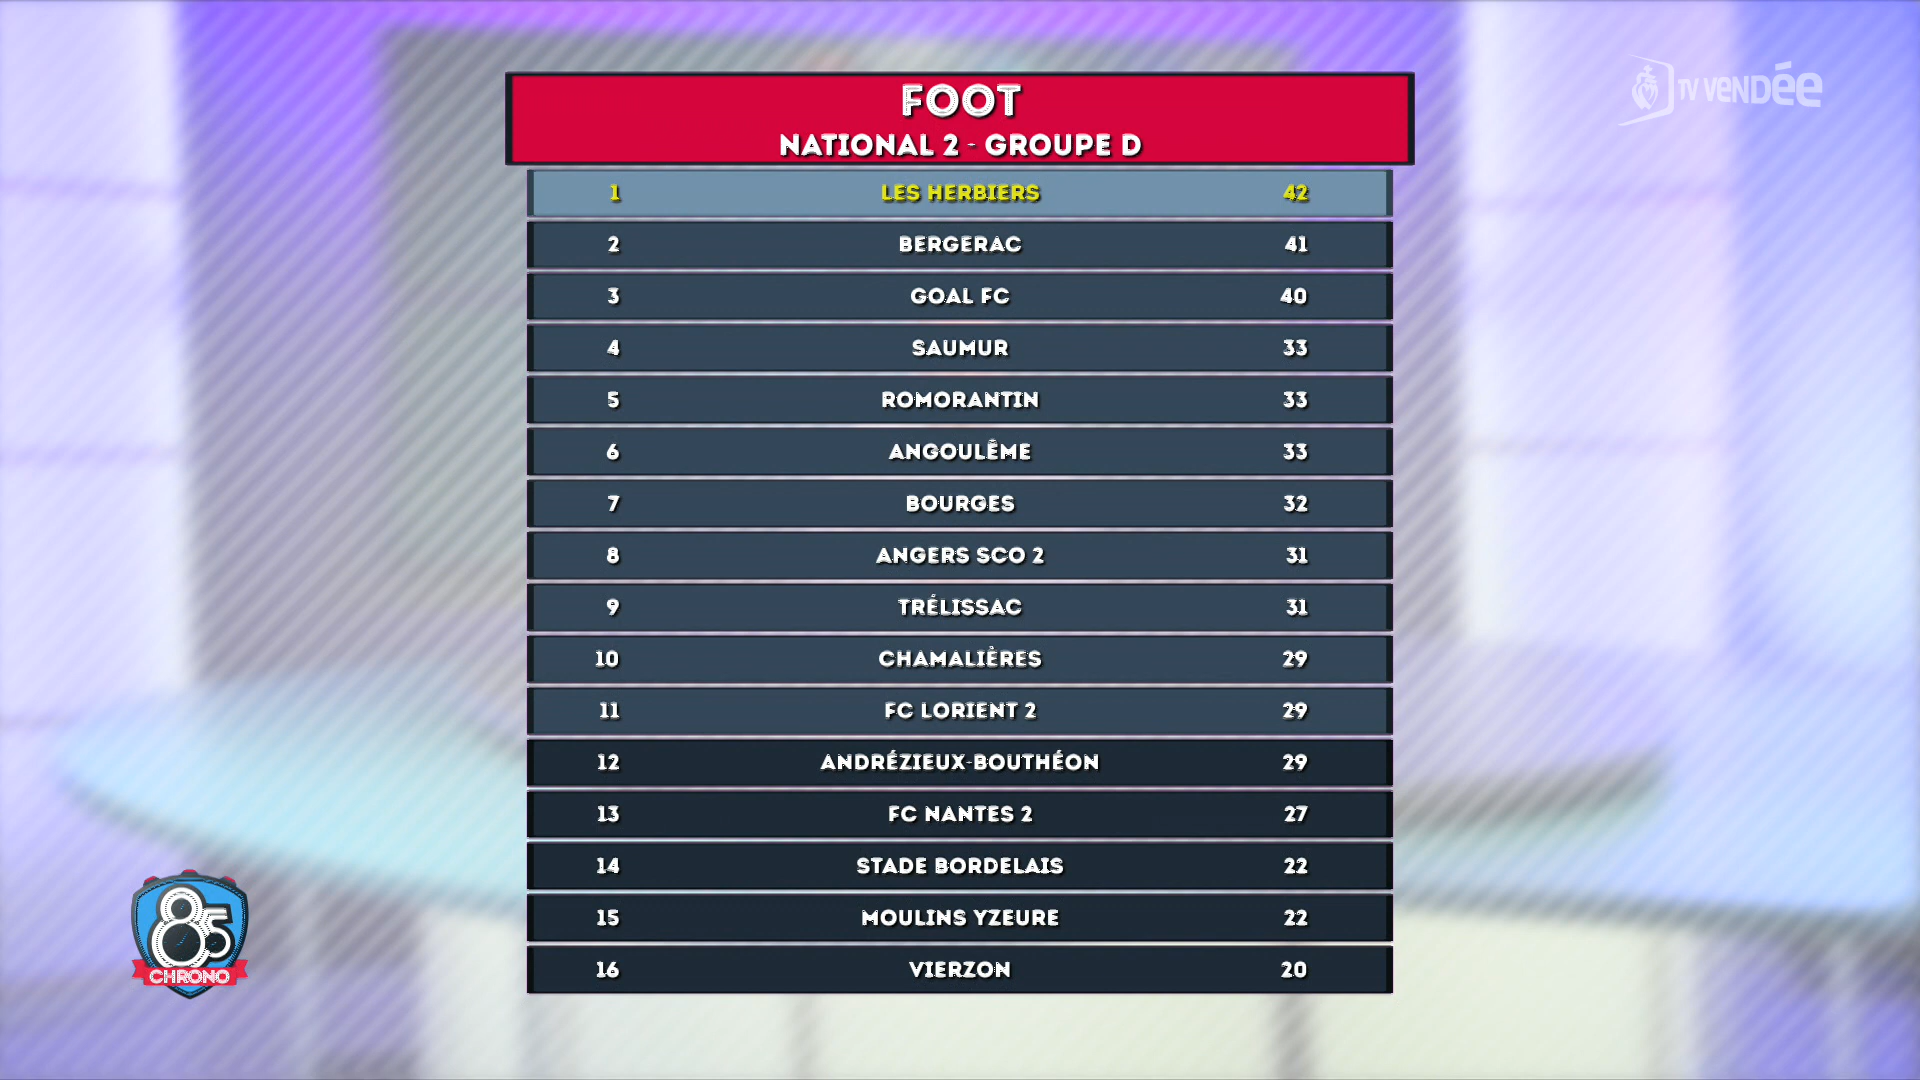 FOOT
NATIONAL 2 - GROUPE D
TV VENDÉE
1 LES HERBIERS 42
2 BERGERAC 41
3 GOAL FC 40
4 SAUMUR 33
5 ROMORANTIN 33
6 ANGOULÊME 33
7 BOURGES 32
8 ANGERS SCO 2 31
9 TRÉLISSAC 31
10 CHAMALIÈRES 29
11 FC LORIENT 2 29
12 ANDRÉZIEUX-BOUTHÉON 29
13 FC NANTES 2 27
14 STADE BORDELAIS 22
15 MOULINS YZEURE 22
16 VIERZON 20
85
CHRONO